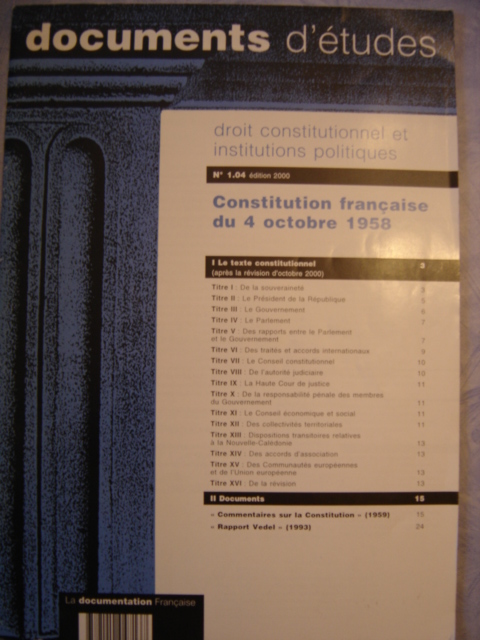 documents d'études
droit constitutionnel et
institutions politiques
N° 1.04 édition 2000
Constitution française
du 4 octobre 1958
I Le texte constitutionnel 3
(après la révision d'octobre 2000)
Titre I : De la souveraineté 3
Titre II : Le Président de la République 5
Titre III : Le Gouvernement 6
Titre IV : Le Parlement 7
Titre V : Des rapports entre le Parlement
et le Gouvernement 7
Titre VI : Des traités et accords internationaux 9
Titre VII : Le Conseil constitutionnel 10
Titre VIII : De l'autorité judiciaire 10
Titre IX : La Haute Cour de justice 11
Titre X : De la responsabilité pénale des membres
du Gouvernement 11
Titre XI : Le Conseil économique et social 11
Titre XII : Des collectivités territoriales 11
Titre XIII : Dispositions transitoires relatives
à la Nouvelle-Calédonie 13
Titre XIV : Des accords d'association 13
Titre XV : Des Communautés européennes
et de l'Union européenne 13
Titre XVI : De la révision 13
II Documents 15
« Commentaires sur la Constitution » (1959) 15
« Rapport Vedel » (1993) 24
La documentation Française